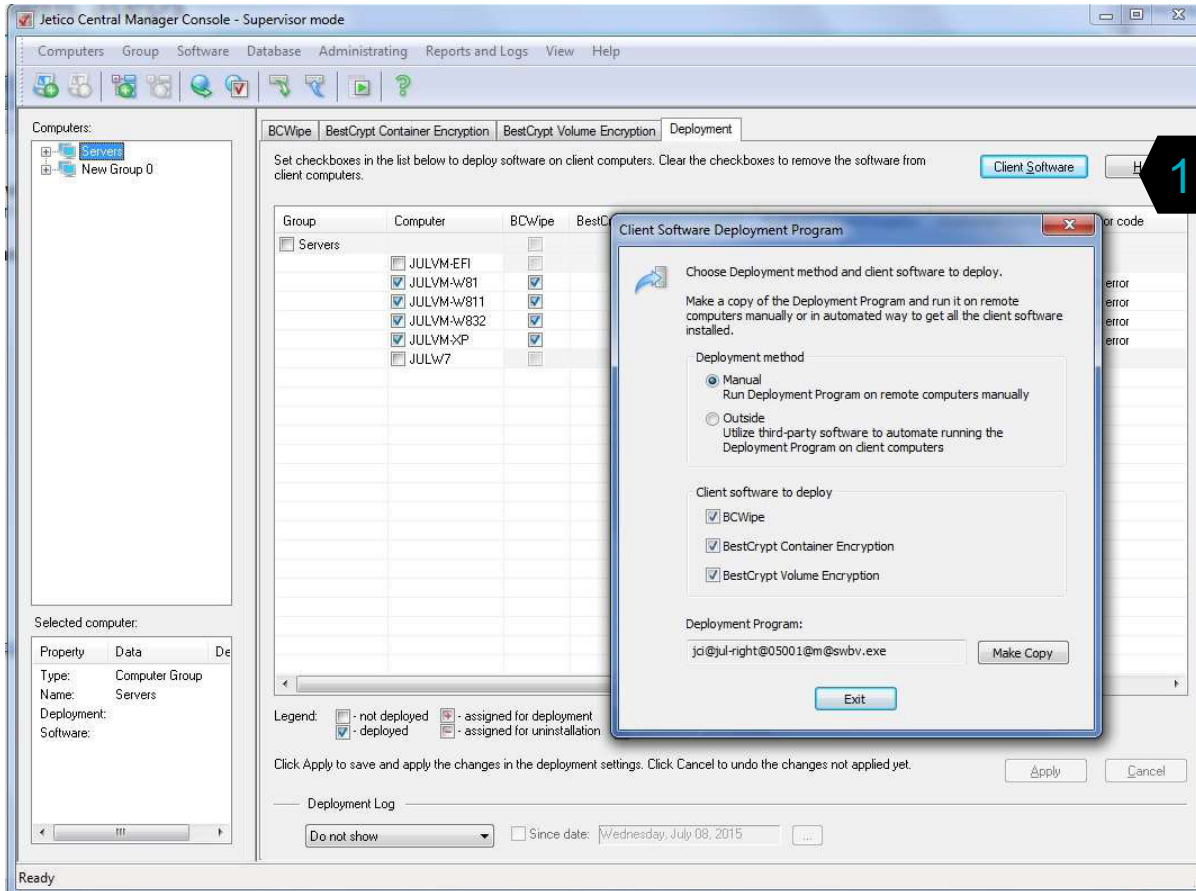 Jetico Central Manager Console - Supervisor mode
Computers Group Software Database Administrating Reports and Logs View Help
Computers:
Servers
New Group 0
BCWipe BestCrypt Container Encryption BestCrypt Volume Encryption Deployment
Set checkboxes in the list below to deploy software on client computers. Clear the checkboxes to remove the software from
client computers.
Client Software
1
Group Computer BCWipe
Servers
JULVM-EFI
JULVM-W81 error
JULVM-W811 error
JULVM-W832 error
JULVM-XP error
JULW7
code
Client Software Deployment Program
Choose Deployment method and client software to deploy.
Make a copy of the Deployment Program and run it on remote
computers manually or in automated way to get all the client software
installed.
Deployment method
Manual
Run Deployment Program on remote computers manually
Outside
Utilize third-party software to automate running the
Deployment Program on client computers
Client software to deploy
BCWipe
BestCrypt Container Encryption
BestCrypt Volume Encryption
Deployment Program:
jci@jul-right@05001@m@swbv.exe Make Copy
Exit
Selected computer:
Property Data De
Type: Computer Group
Name: Servers
Deployment:
Software:
Legend: - not deployed - assigned for deployment
- deployed - assigned for uninstallation
Click Apply to save and apply the changes in the deployment settings. Click Cancel to undo the changes not applied yet.
Apply Cancel
Deployment Log
Do not show Since date: Wednesday, July 08, 2015 ...
Ready